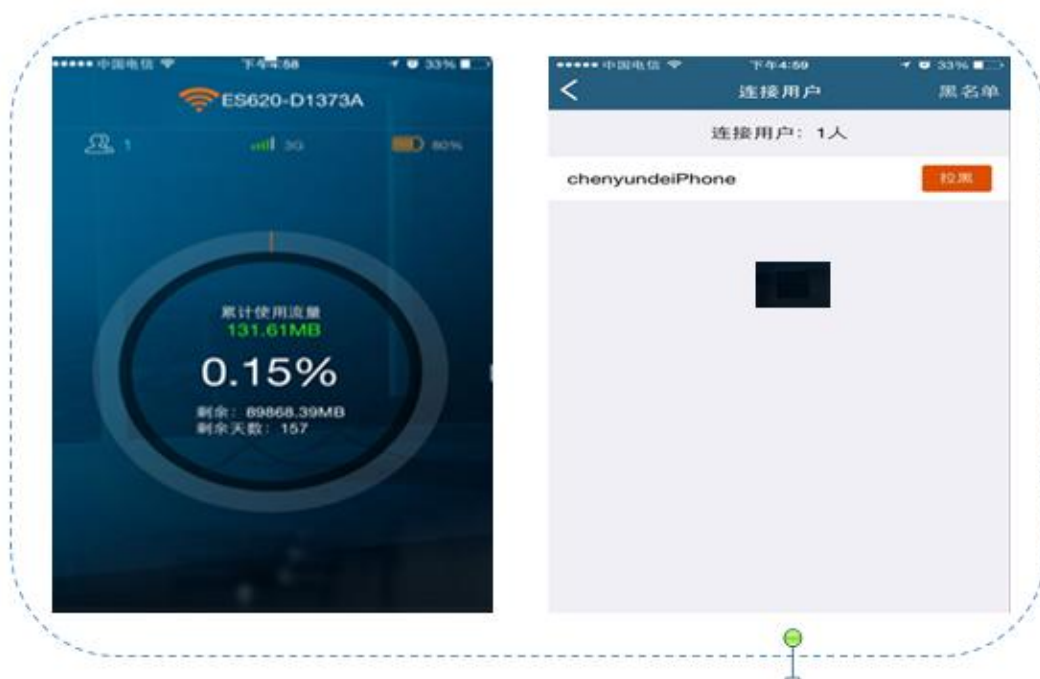 中国电信
下午4:58
33%
ES620-D1373A
1
3G
80%
累计使用流量
131.61MB
0.15%
剩余: 89868.39MB
剩余天数: 157
中国电信
下午4:59
33%
连接用户
黑名单
连接用户: 1人
chenyundeiPhone
拉黑